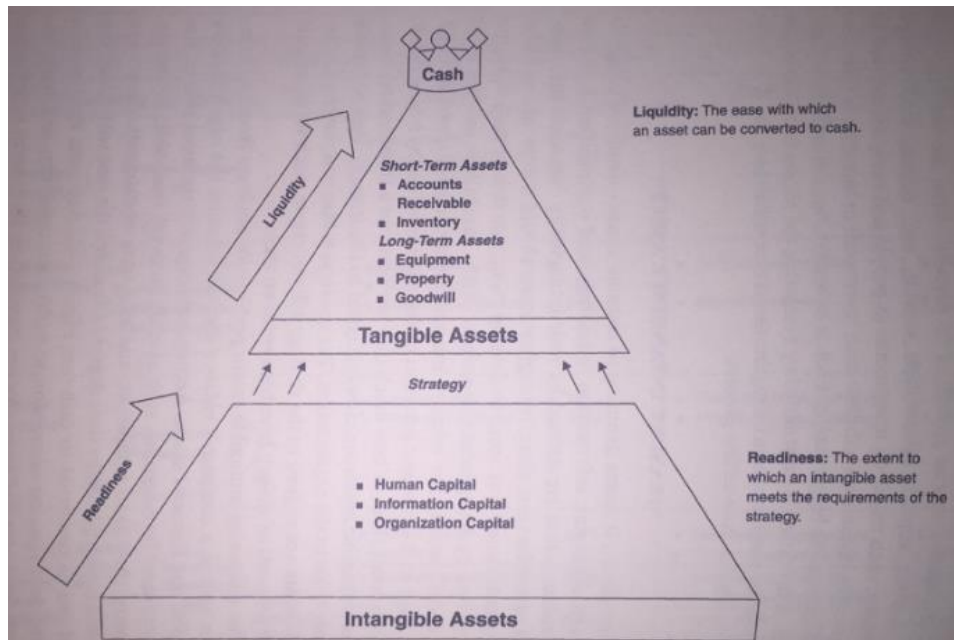 Cash
Liquidity: The ease with which
an asset can be converted to cash.
Liquidity
Short-Term Assets
▪ Accounts
Receivable
▪ Inventory
Long-Term Assets
▪ Equipment
▪ Property
▪ Goodwill
Tangible Assets
Strategy
Readiness
Readiness: The extent to
which an intangible asset
meets the requirements of the
strategy.
▪ Human Capital
▪ Information Capital
▪ Organization Capital
Intangible Assets